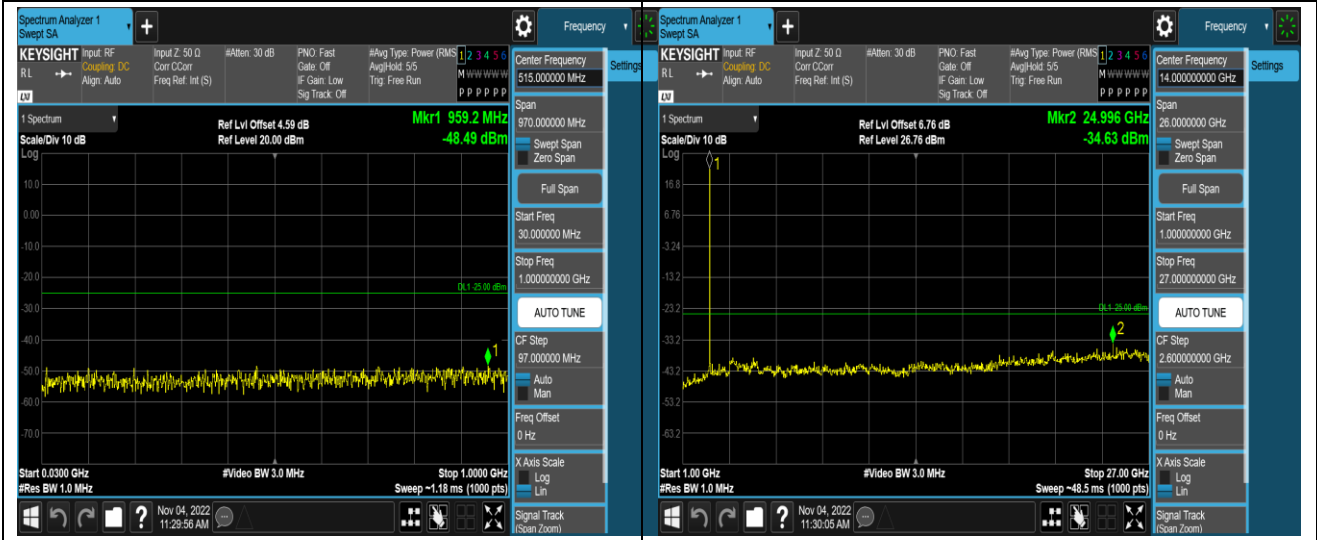 Spectrum Analyzer 1
Swept SA
+
Frequency
KEYSIGHT
Input: RF
Coupling: DC
Align: Auto
Input Z: 50 Ω
Corr CCorr
Freq Ref: Int (S)
#Atten: 30 dB
PNO: Fast
Gate: Off
IF Gain: Low
Sig Track: Off
#Avg Type: Power (RMS
Avg|Hold: 5/5
Trig: Free Run
1 2 3 4 5 6
M W W W W W
P P P P P P
RL
LXI
Center Frequency
515.000000 MHz
Settings
Span
970.000000 MHz
Swept Span
Zero Span
Full Span
Start Freq
30.000000 MHz
Stop Freq
1.000000000 GHz
AUTO TUNE
CF Step
97.000000 MHz
Auto
Man
Freq Offset
0 Hz
X Axis Scale
Log
Lin
Signal Track
(Span Zoom)
1 Spectrum
Scale/Div 10 dB
Log
Ref Lvl Offset 4.59 dB
Ref Level 20.00 dBm
Mkr1 959.2 MHz
-48.49 dBm
10.0
0.00
-10.0
-20.0
DL1 -25.00 dBm
-30.0
-40.0
1
-50.0
-60.0
-70.0
Start 0.0300 GHz
#Res BW 1.0 MHz
#Video BW 3.0 MHz
Stop 1.0000 GHz
Sweep ~1.18 ms (1000 pts)
?
Nov 04, 2022
11:29:56 AM
Spectrum Analyzer 1
Swept SA
+
Frequency
KEYSIGHT
Input: RF
Coupling: DC
Align: Auto
Input Z: 50 Ω
Corr CCorr
Freq Ref: Int (S)
#Atten: 30 dB
PNO: Fast
Gate: Off
IF Gain: Low
Sig Track: Off
#Avg Type: Power (RMS
Avg|Hold: 5/5
Trig: Free Run
1 2 3 4 5 6
M W W W W W
P P P P P P
RL
LXI
Center Frequency
14.000000000 GHz
Settings
Span
26.0000000 GHz
Swept Span
Zero Span
Full Span
Start Freq
1.000000000 GHz
Stop Freq
27.000000000 GHz
AUTO TUNE
CF Step
2.600000000 GHz
Auto
Man
Freq Offset
0 Hz
X Axis Scale
Log
Lin
Signal Track
(Span Zoom)
1 Spectrum
Scale/Div 10 dB
Log
Ref Lvl Offset 6.76 dB
Ref Level 26.76 dBm
Mkr2 24.996 GHz
-34.63 dBm
1
16.8
6.76
-3.24
-13.2
-23.2
DL1 -25.00 dBm
2
-33.2
-43.2
-53.2
-63.2
Start 1.00 GHz
#Res BW 1.0 MHz
#Video BW 3.0 MHz
Stop 27.00 GHz
Sweep ~48.5 ms (1000 pts)
?
Nov 04, 2022
11:30:05 AM